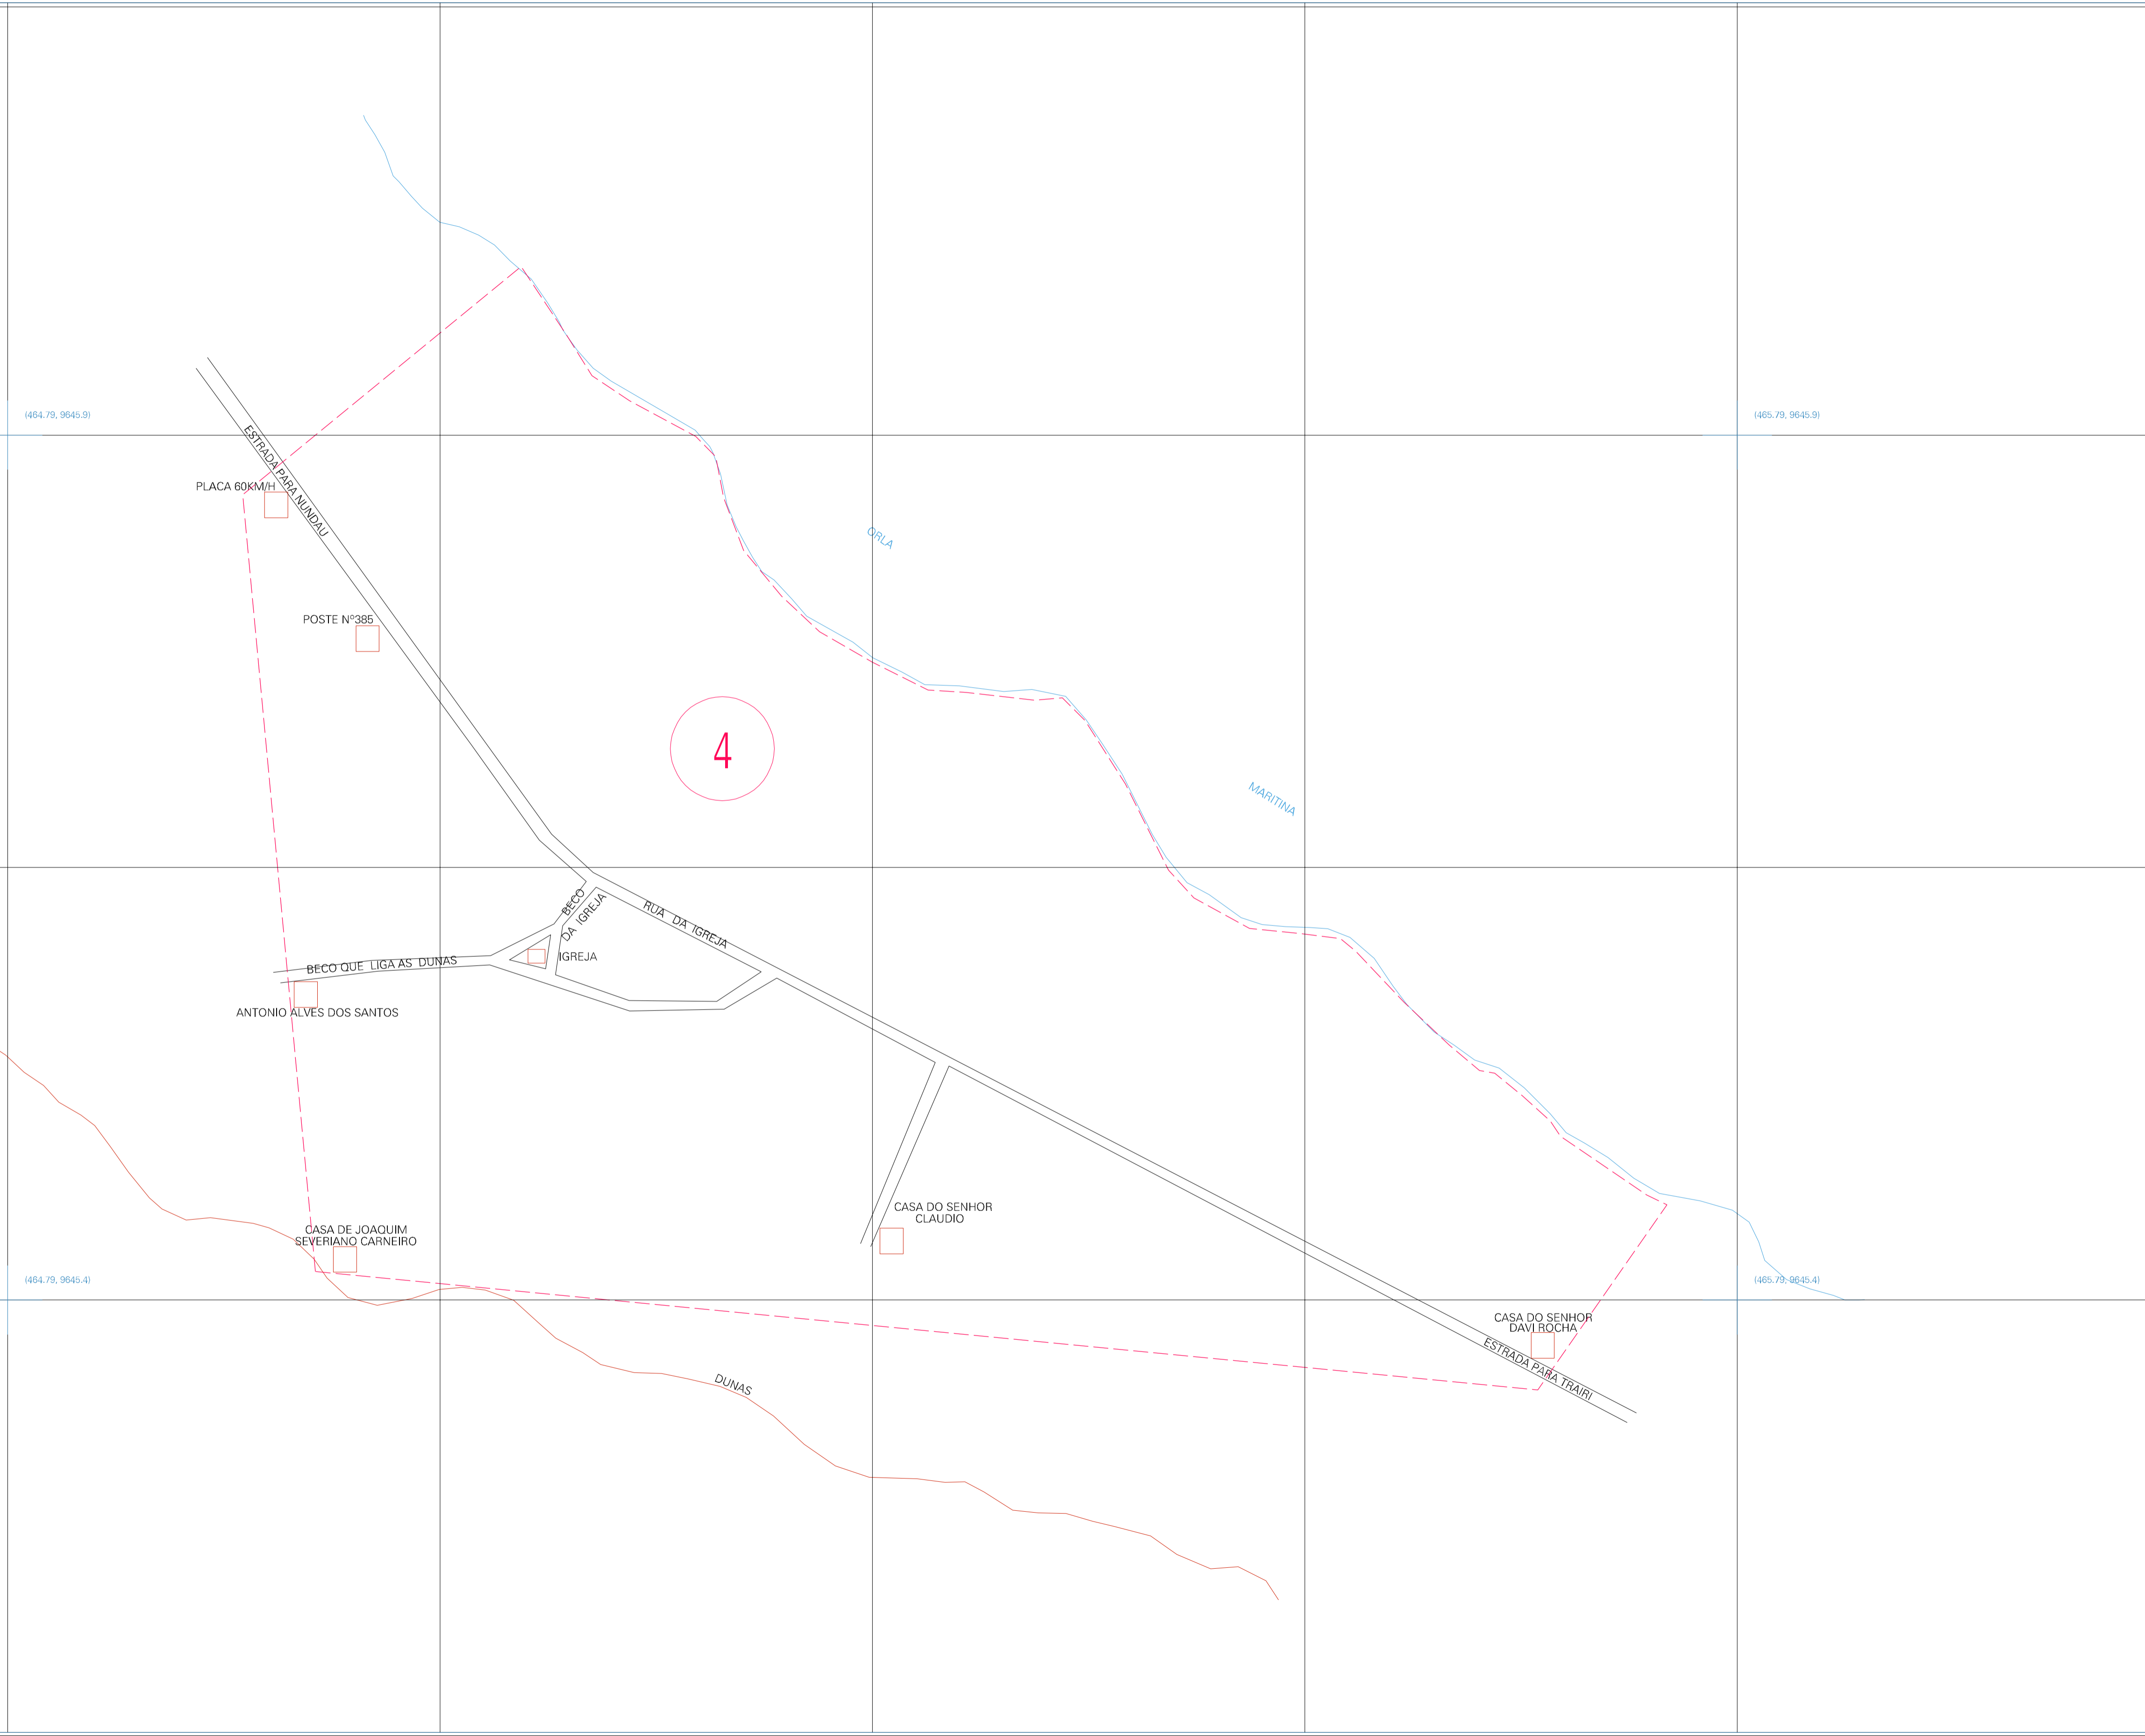 (464.79, 9645.9)
(465.79, 9645.9)
ESTRADA PARA NUNDAU
PLACA 60KM/H
ORLA
POSTE Nº385
4
MARITINA
BECO
DA IGREJA
RUA DA IGREJA
IGREJA
BECO QUE LIGA AS DUNAS
ANTONIO ALVES DOS SANTOS
CASA DO SENHOR
CLAUDIO
CASA DE JOAQUIM
SEVERIANO CARNEIRO
(464.79, 9645.4)
(465.79, 9645.4)
CASA DO SENHOR
DAVI ROCHA
ESTRADA PARA TRAIRI
DUNAS